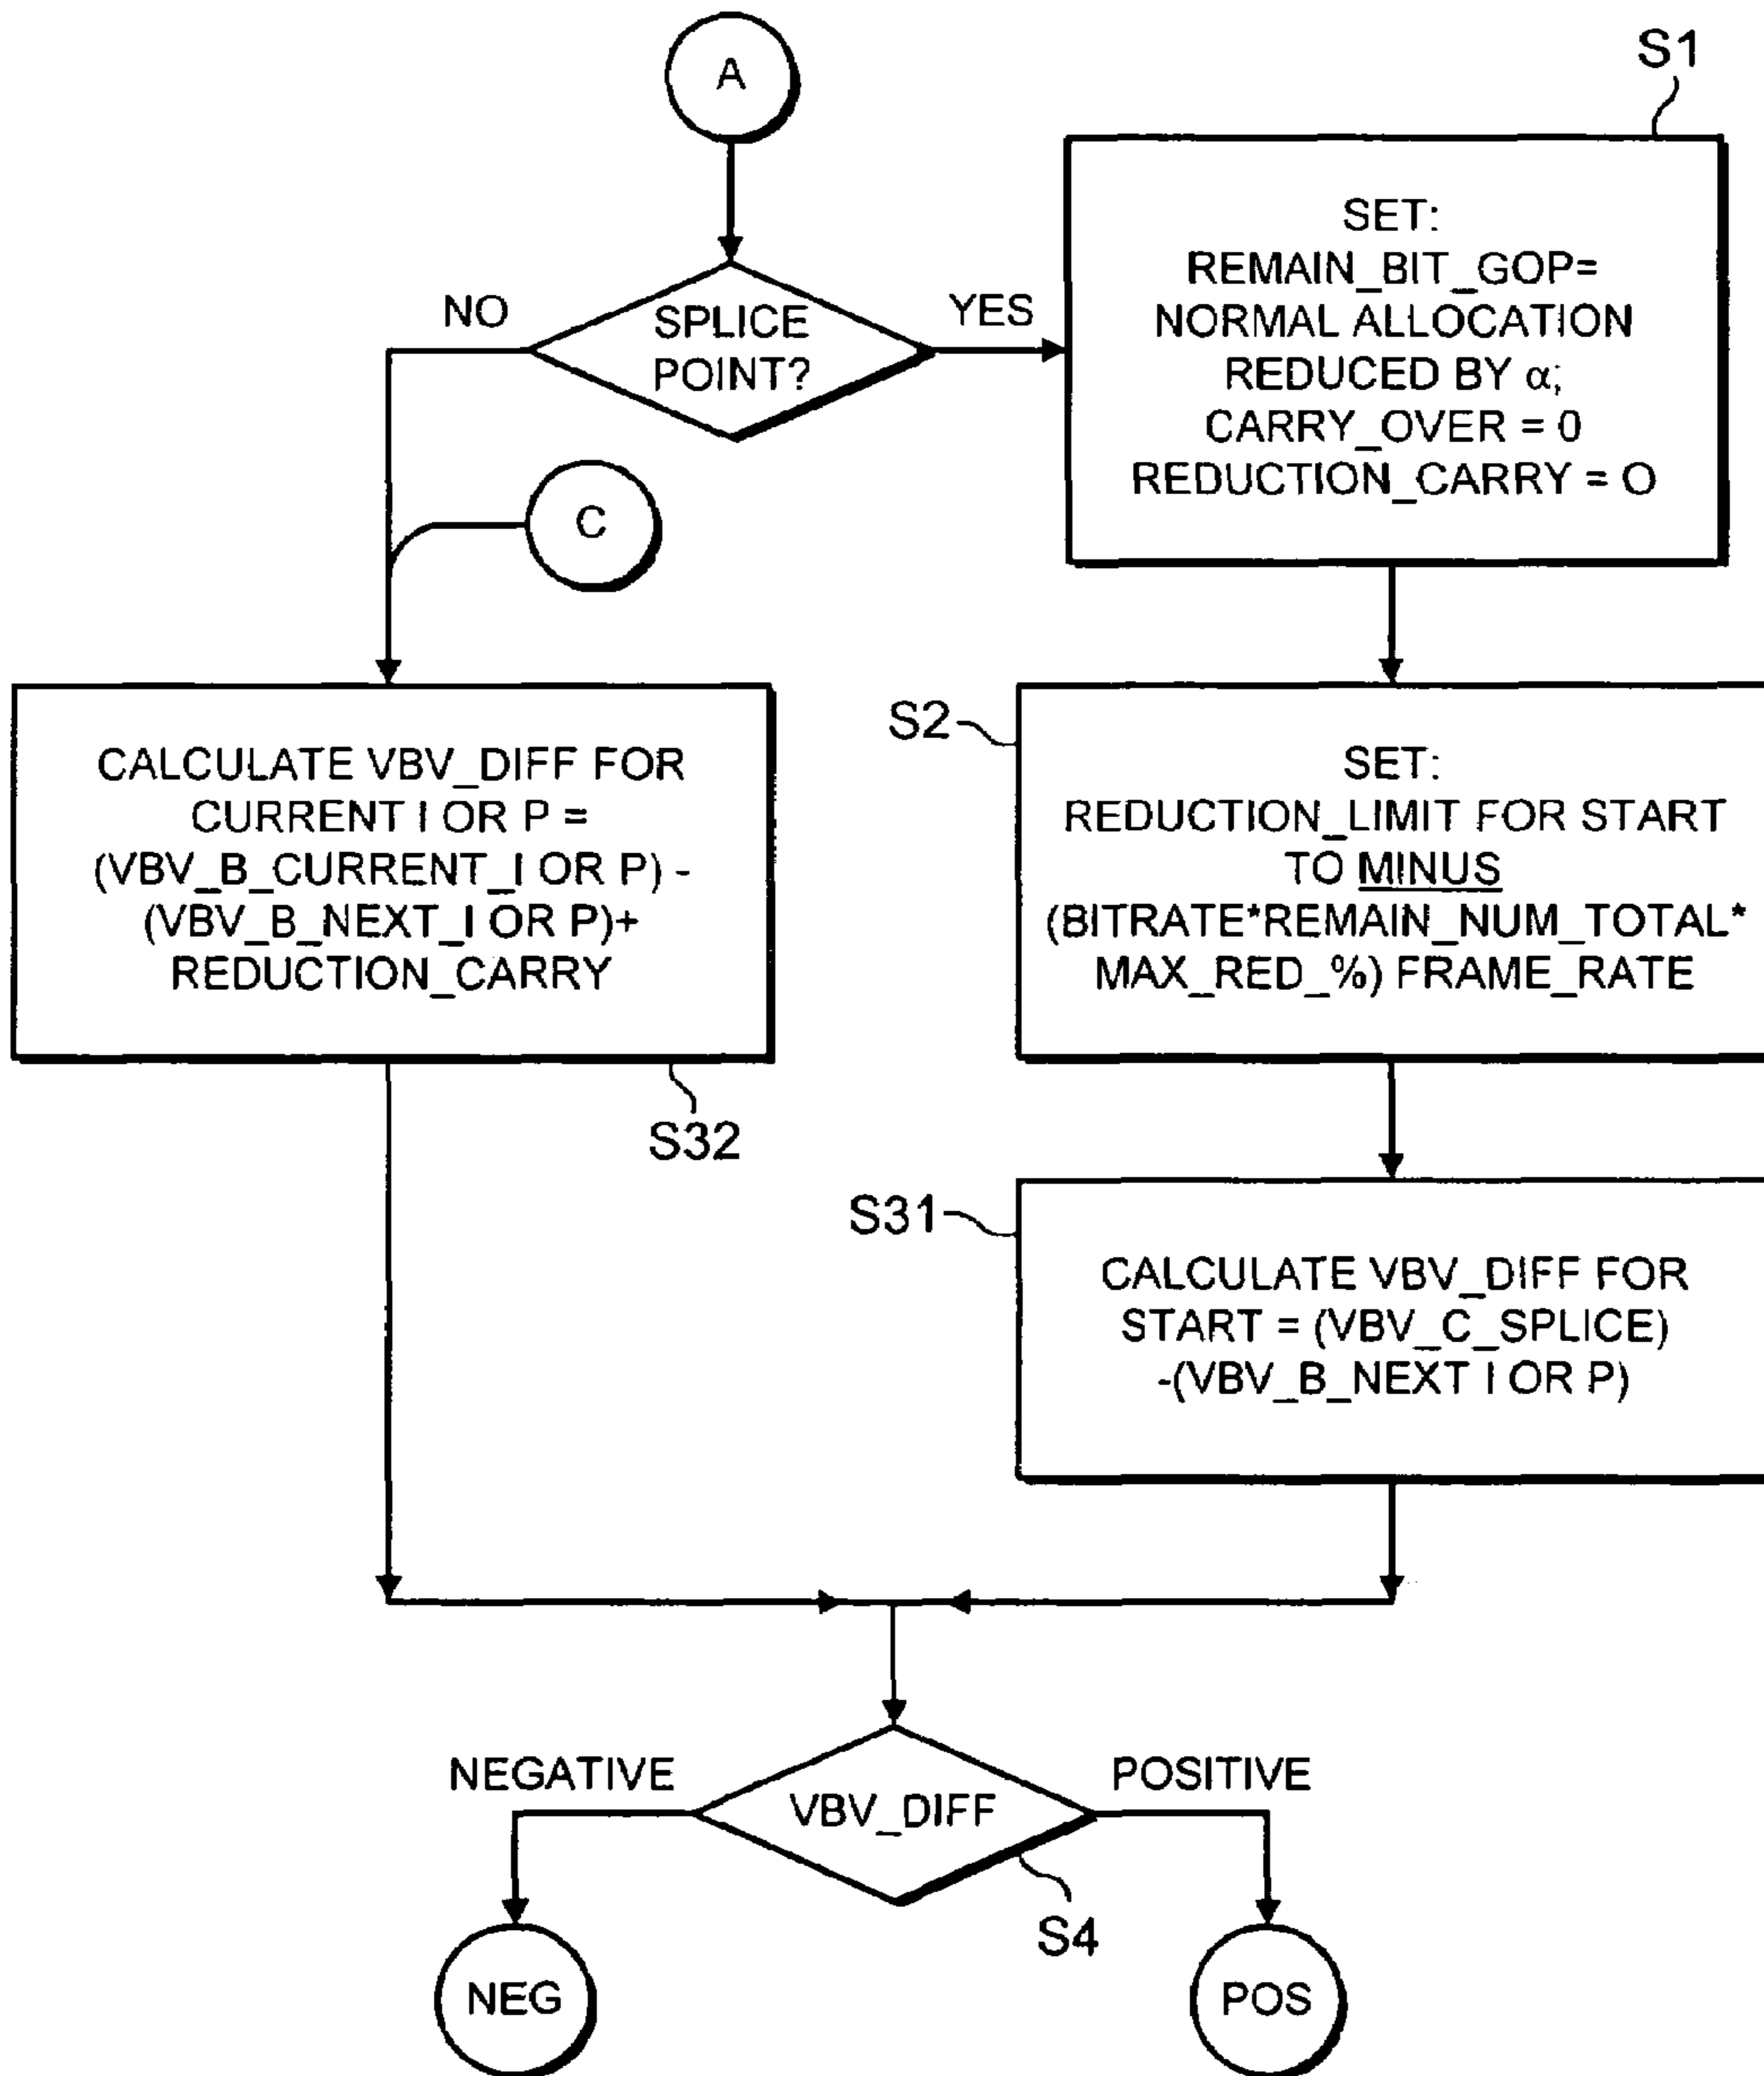 A
S1
SET:
REMAIN_BIT_GOP=
NORMAL ALLOCATION
REDUCED BY α;
CARRY_OVER = 0
REDUCTION_CARRY = O
NO
SPLICE
POINT?
YES
C
CALCULATE VBV_DIFF FOR
CURRENT I OR P =
(VBV_B_CURRENT_I OR P) -
(VBV_B_NEXT_I OR P)+
REDUCTION_CARRY
S32
S2
SET:
REDUCTION_LIMIT FOR START
TO MINUS
(BITRATE*REMAIN_NUM_TOTAL*
MAX_RED_%) FRAME_RATE
S31
CALCULATE VBV_DIFF FOR
START = (VBV_C_SPLICE)
-(VBV_B_NEXT I OR P)
NEGATIVE
VBV_DIFF
POSITIVE
S4
NEG
POS